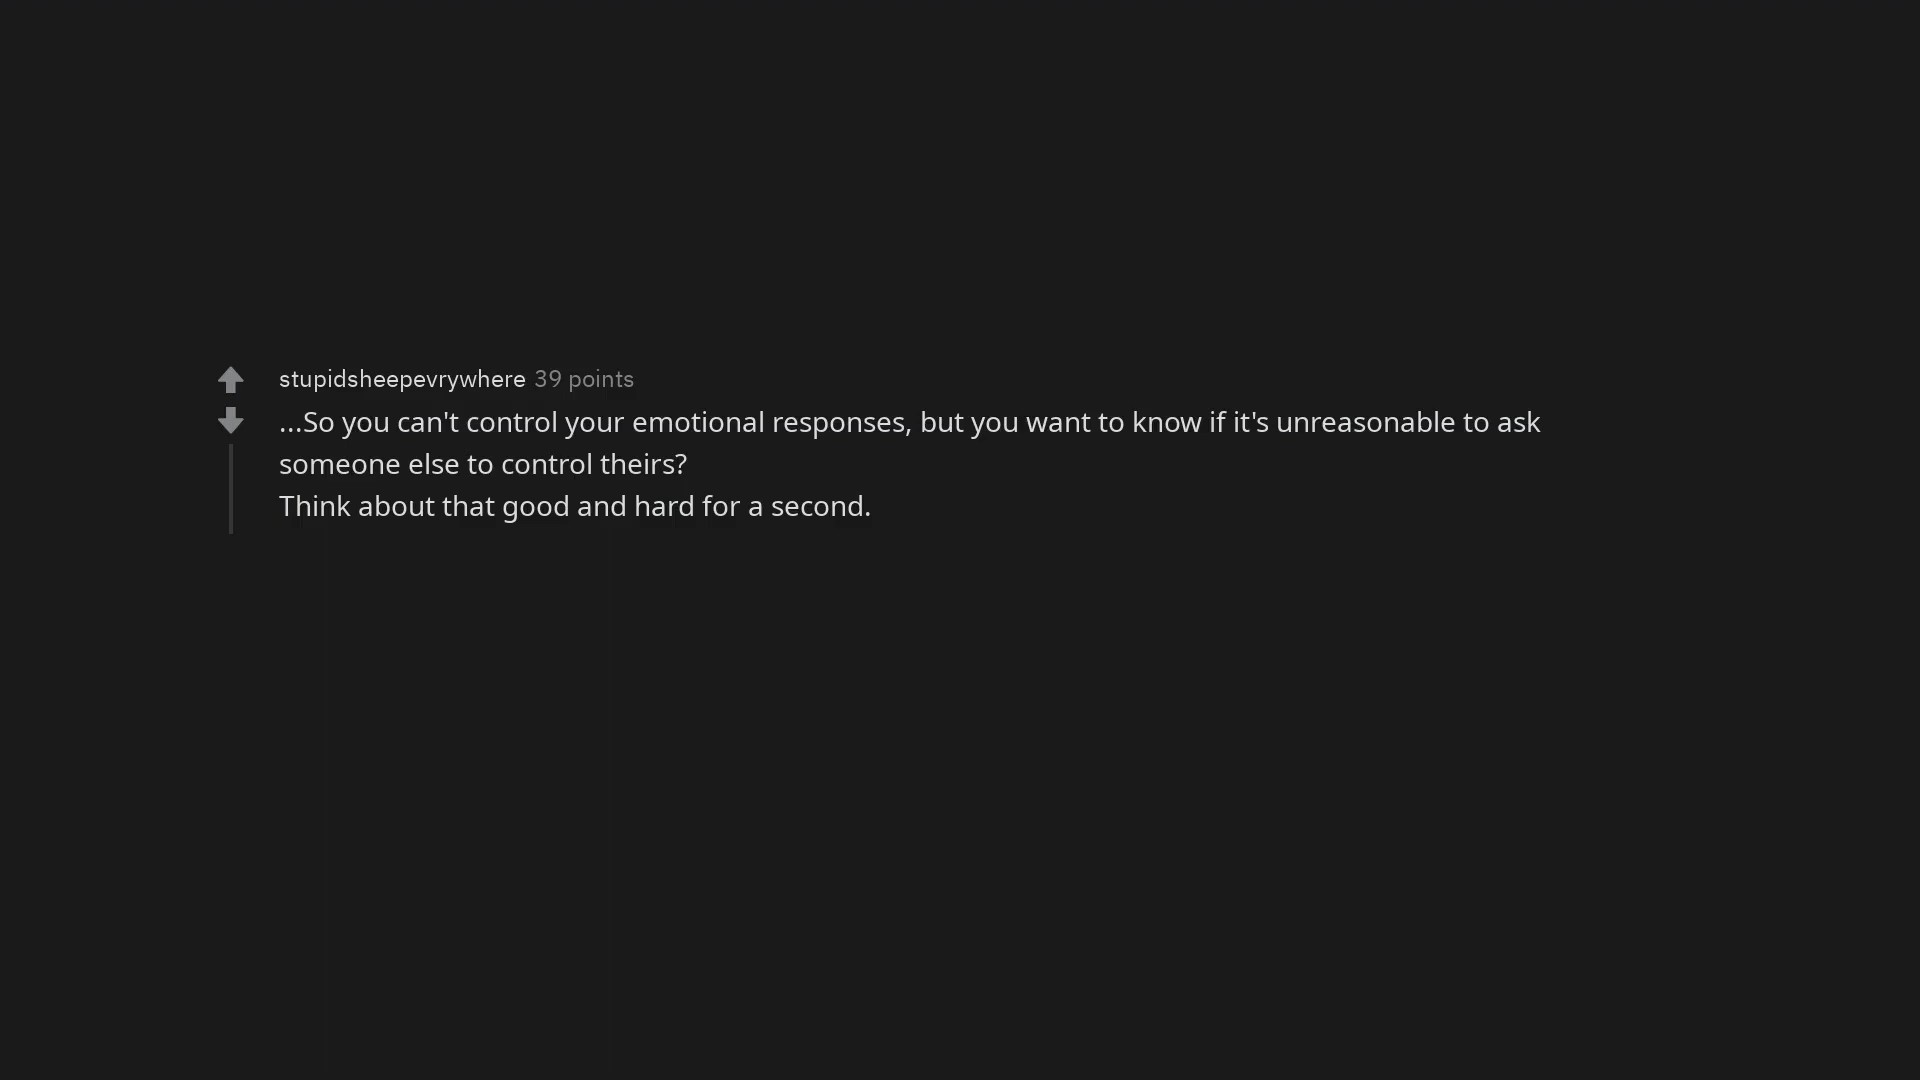 stupidsheepevrywhere 39 points
...So you can't control your emotional responses, but you want to know if it's unreasonable to ask
someone else to control theirs?
Think about that good and hard for a second.